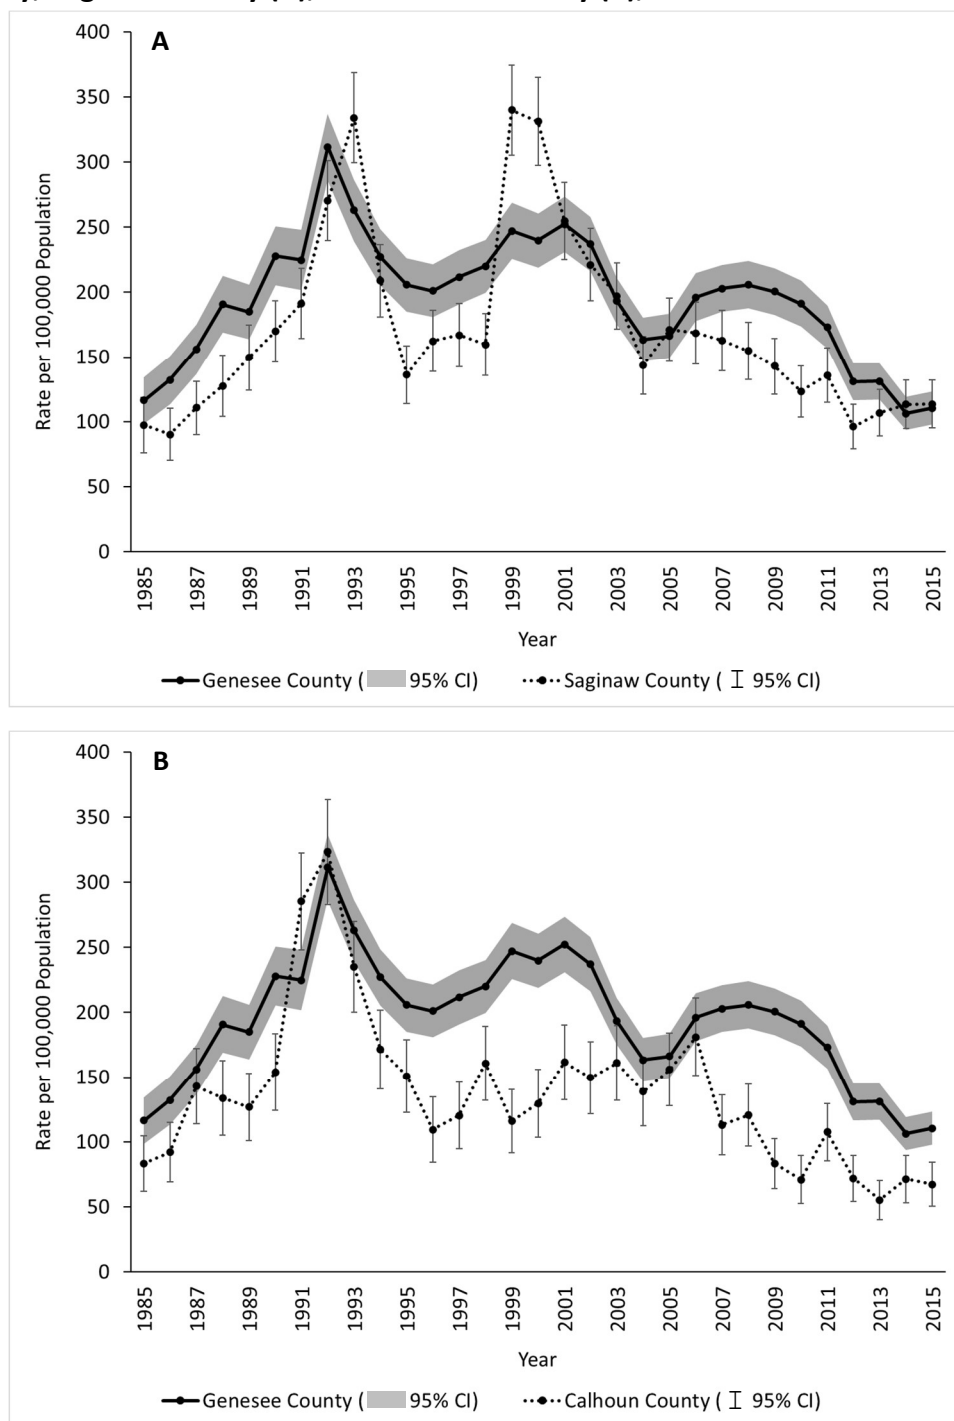 A
400
350
300
250
200
150
100
50
0
Rate per 100,000 Population
1985 1987 1989 1991 1993 1995 1997 1999 2001 2003 2005 2007 2009 2011 2013 2015
Year
Genesee County ( 95% CI) Saginaw County ( 95% CI)
B
400
350
300
250
200
150
100
50
0
Rate per 100,000 Population
1985 1987 1989 1991 1993 1995 1997 1999 2001 2003 2005 2007 2009 2011 2013 2015
Year
Genesee County ( 95% CI) Calhoun County ( 95% CI)